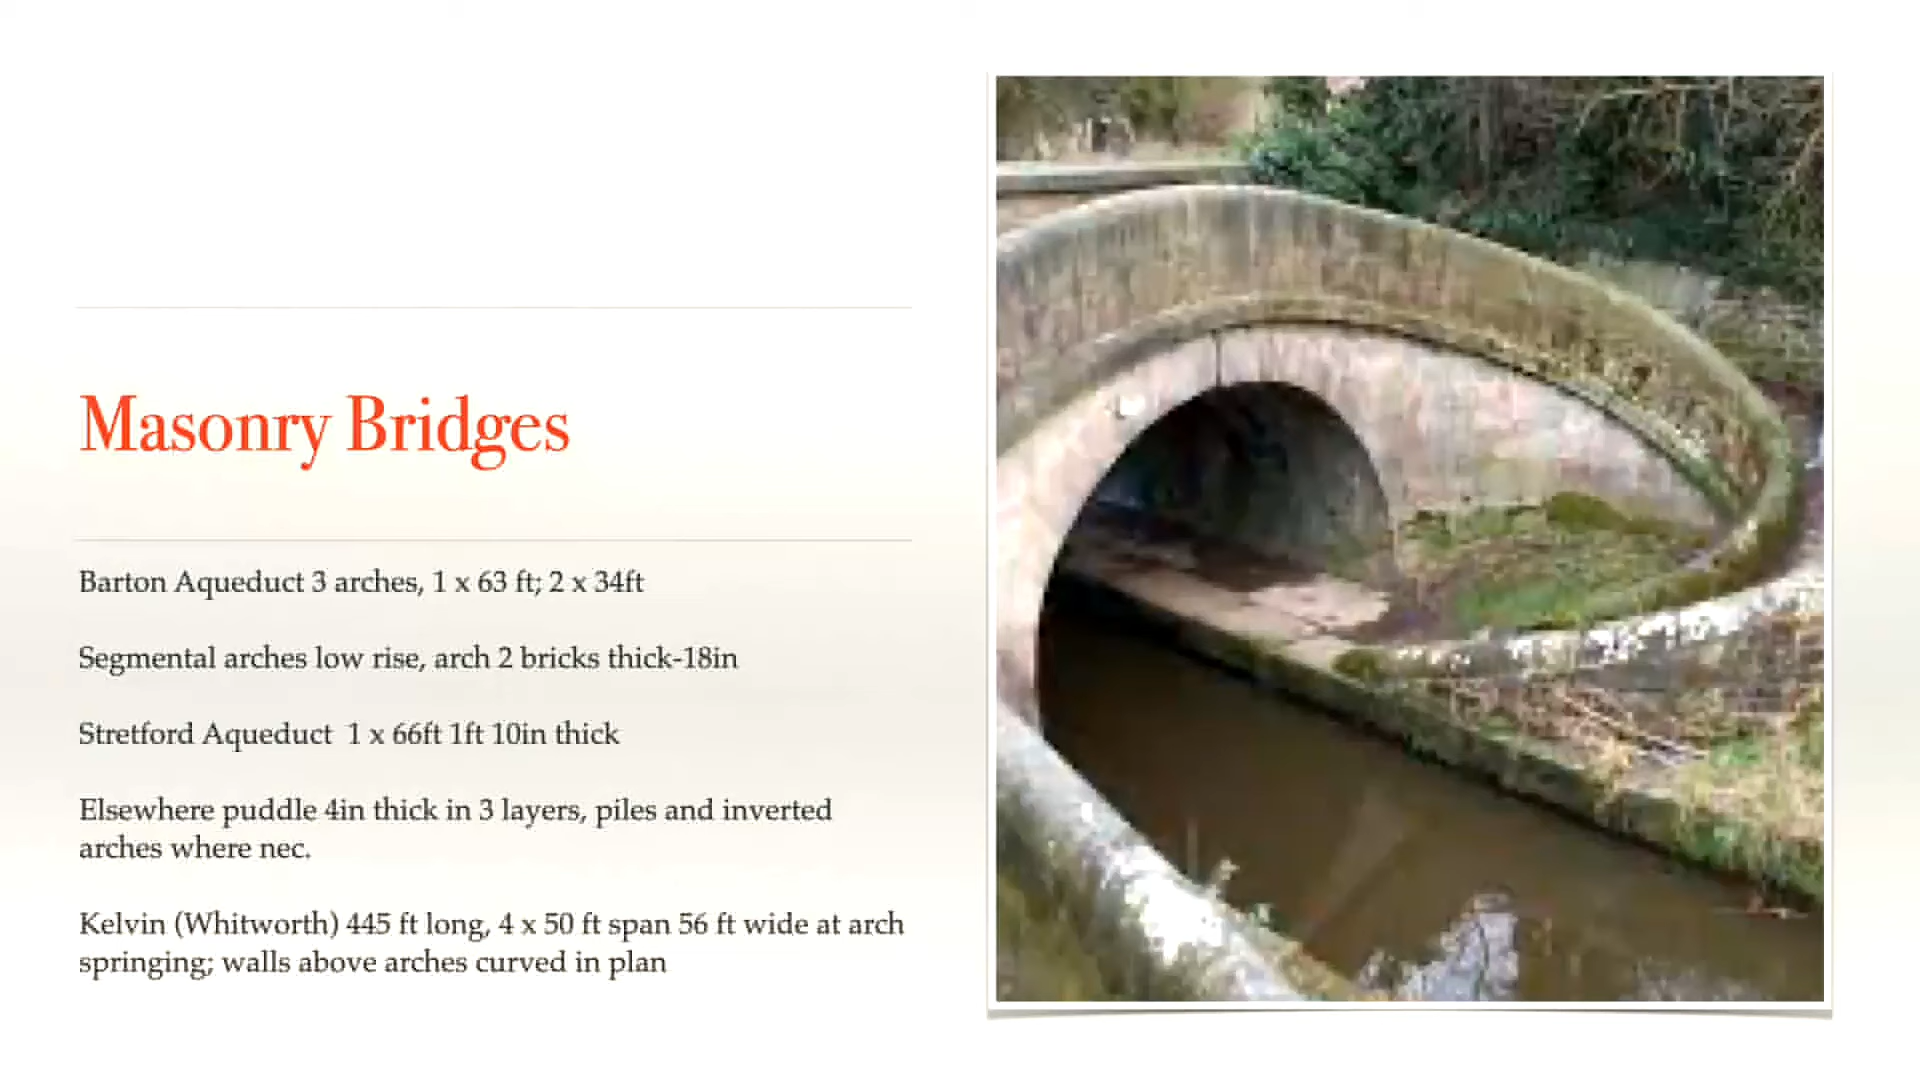 Masonry Bridges
Barton Aqueduct 3 arches, 1 x 63 ft; 2 x 34ft
Segmental arches low rise, arch 2 bricks thick-18in
Stretford Aqueduct 1 x 66ft 1ft 10in thick
Elsewhere puddle 4in thick in 3 layers, piles and inverted
arches where nec.
Kelvin (Whitworth) 445 ft long, 4 x 50 ft span 56 ft wide at arch
springing; walls above arches curved in plan